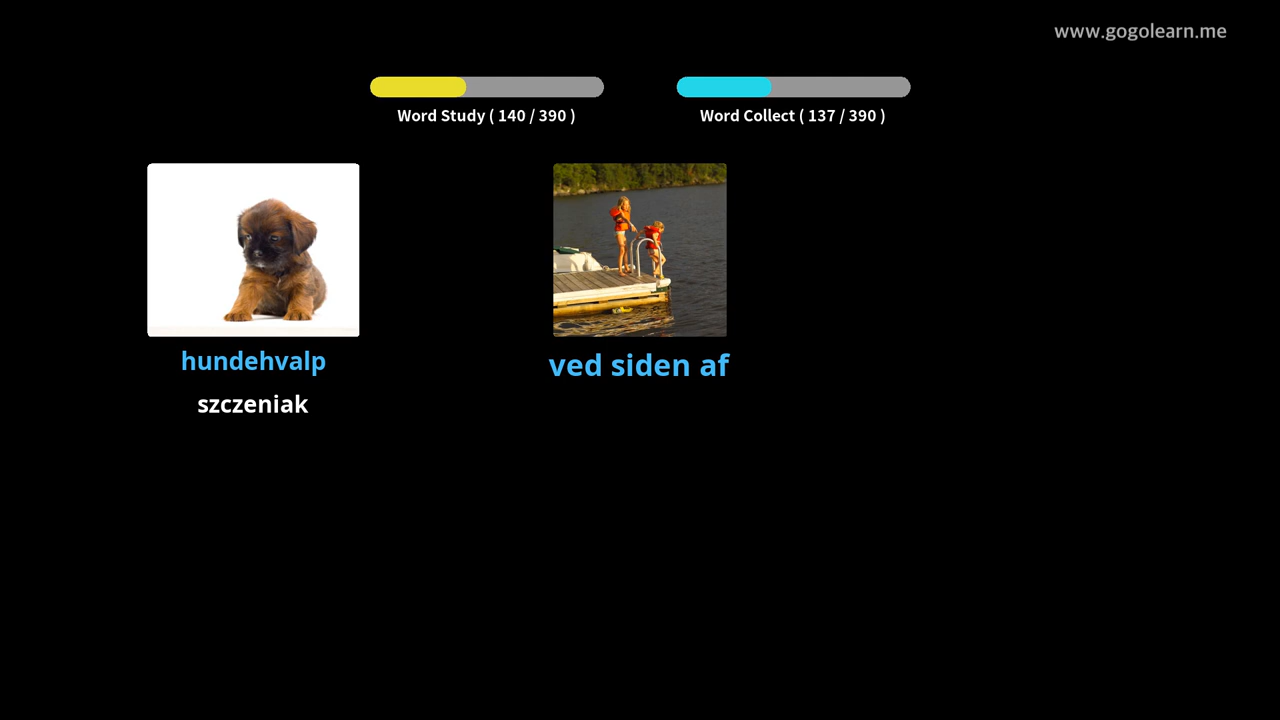 www.gogolearn.me
Word Study ( 140 / 390 )
Word Collect ( 137 / 390 )
hundehvalp
szczeniak
ved siden af